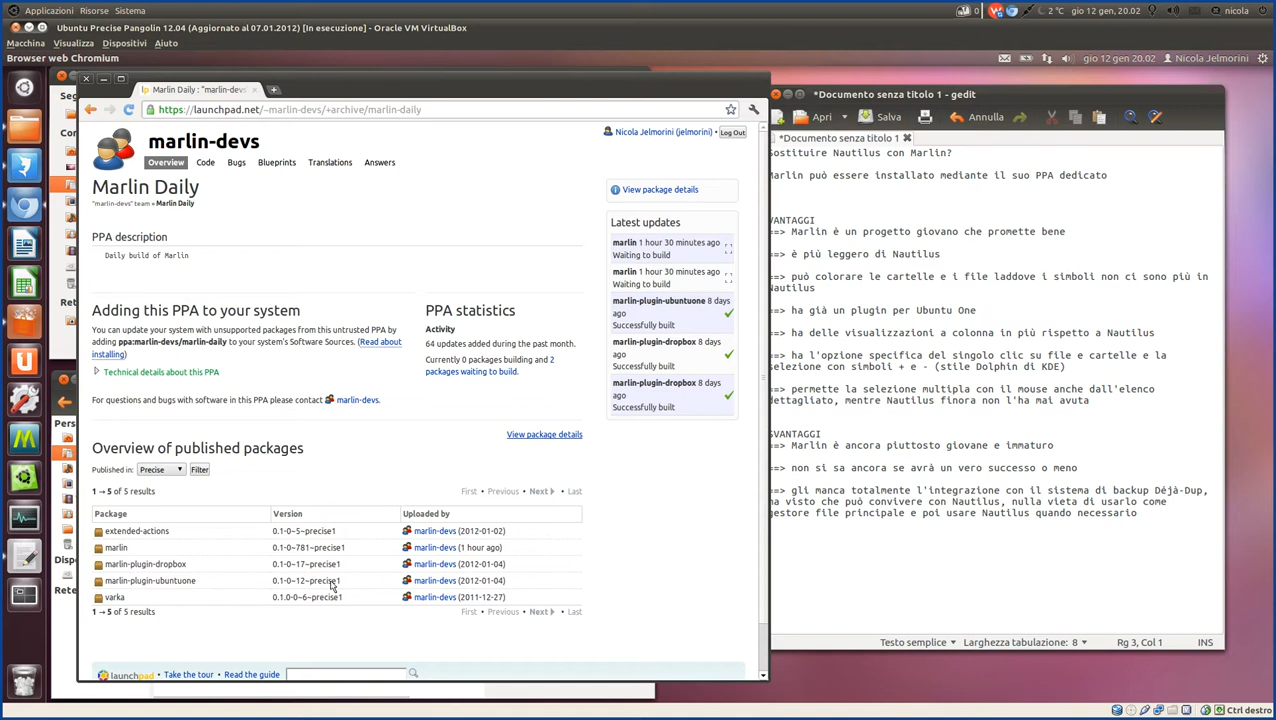 Applicazioni Risorse Sistema
0 2 °C gio 12 gen, 20.02 nicola
Ubuntu Precise Pangolin 12.04 (Aggiornato al 07.01.2012) [In esecuzione] - Oracle VM VirtualBox
Macchina Visualizza Dispositivi Aiuto
Browser web Chromium
gio 12 gen 20:02 Nicola Jelmorini
lp Marlin Daily : "marlin-devs"
https://launchpad.net/~marlin-devs/+archive/marlin-daily
marlin-devs
Nicola Jelmorini (jelmorini) • Log Out
Overview Code Bugs Blueprints Translations Answers
Marlin Daily
"marlin-devs" team » Marlin Daily
View package details
PPA description
Daily build of Marlin
Latest updates
marlin 1 hour 30 minutes ago
Waiting to build
marlin 1 hour 30 minutes ago
Waiting to build
marlin-plugin-ubuntuone 8 days
ago
Successfully built
marlin-plugin-dropbox 8 days
ago
Successfully built
marlin-plugin-dropbox 8 days
ago
Successfully built
Adding this PPA to your system
You can update your system with unsupported packages from this untrusted PPA by
adding ppa:marlin-devs/marlin-daily to your system's Software Sources. (Read about
installing)
Technical details about this PPA
For questions and bugs with software in this PPA please contact marlin-devs.
PPA statistics
Activity
64 updates added during the past month.
Currently 0 packages building and 2
packages waiting to build.
View package details
Overview of published packages
Published in: Precise Filter
1 → 5 of 5 results First • Previous • Next • Last
Package Version Uploaded by
extended-actions 0.1-0~5~precise1 marlin-devs (2012-01-02)
marlin 0.1-0~781~precise1 marlin-devs (1 hour ago)
marlin-plugin-dropbox 0.1-0~17~precise1 marlin-devs (2012-01-04)
marlin-plugin-ubuntuone 0.1-0~12~precise1 marlin-devs (2012-01-04)
varka 0.1.0-0~6~precise1 marlin-devs (2011-12-27)
1 → 5 of 5 results First • Previous • Next • Last
launchpad • Take the tour • Read the guide
*Documento senza titolo 1 - gedit
Apri Salva Annulla
*Documento senza titolo 1
Sostituire Nautilus con Marlin?
Marlin può essere installato mediante il suo PPA dedicato
VANTAGGI
==> Marlin è un progetto giovano che promette bene
==> è più leggero di Nautilus
==> può colorare le cartelle e i file laddove i simboli non ci sono più in
Nautilus
==> ha già un plugin per Ubuntu One
==> ha delle visualizzazioni a colonna in più rispetto a Nautilus
==> ha l'opzione specifica del singolo clic su file e cartelle e la
selezione con simboli + e - (stile Dolphin di KDE)
==> permette la selezione multipla con il mouse anche dall'elenco
dettagliato, mentre Nautilus finora non l'ha mai avuta
SVANTAGGI
==> Marlin è ancora piuttosto giovane e immaturo
==> non si sa ancora se avrà un vero successo o meno
==> gli manca totalmente l'integrazione con il sistema di backup Déjà-Dup,
ma visto che può convivere con Nautilus, nulla vieta di usarlo come
gestore file principale e poi usare Nautilus quando necessario
Testo semplice Larghezza tabulazione: 8 Rg 3, Col 1 INS
Ctrl destro